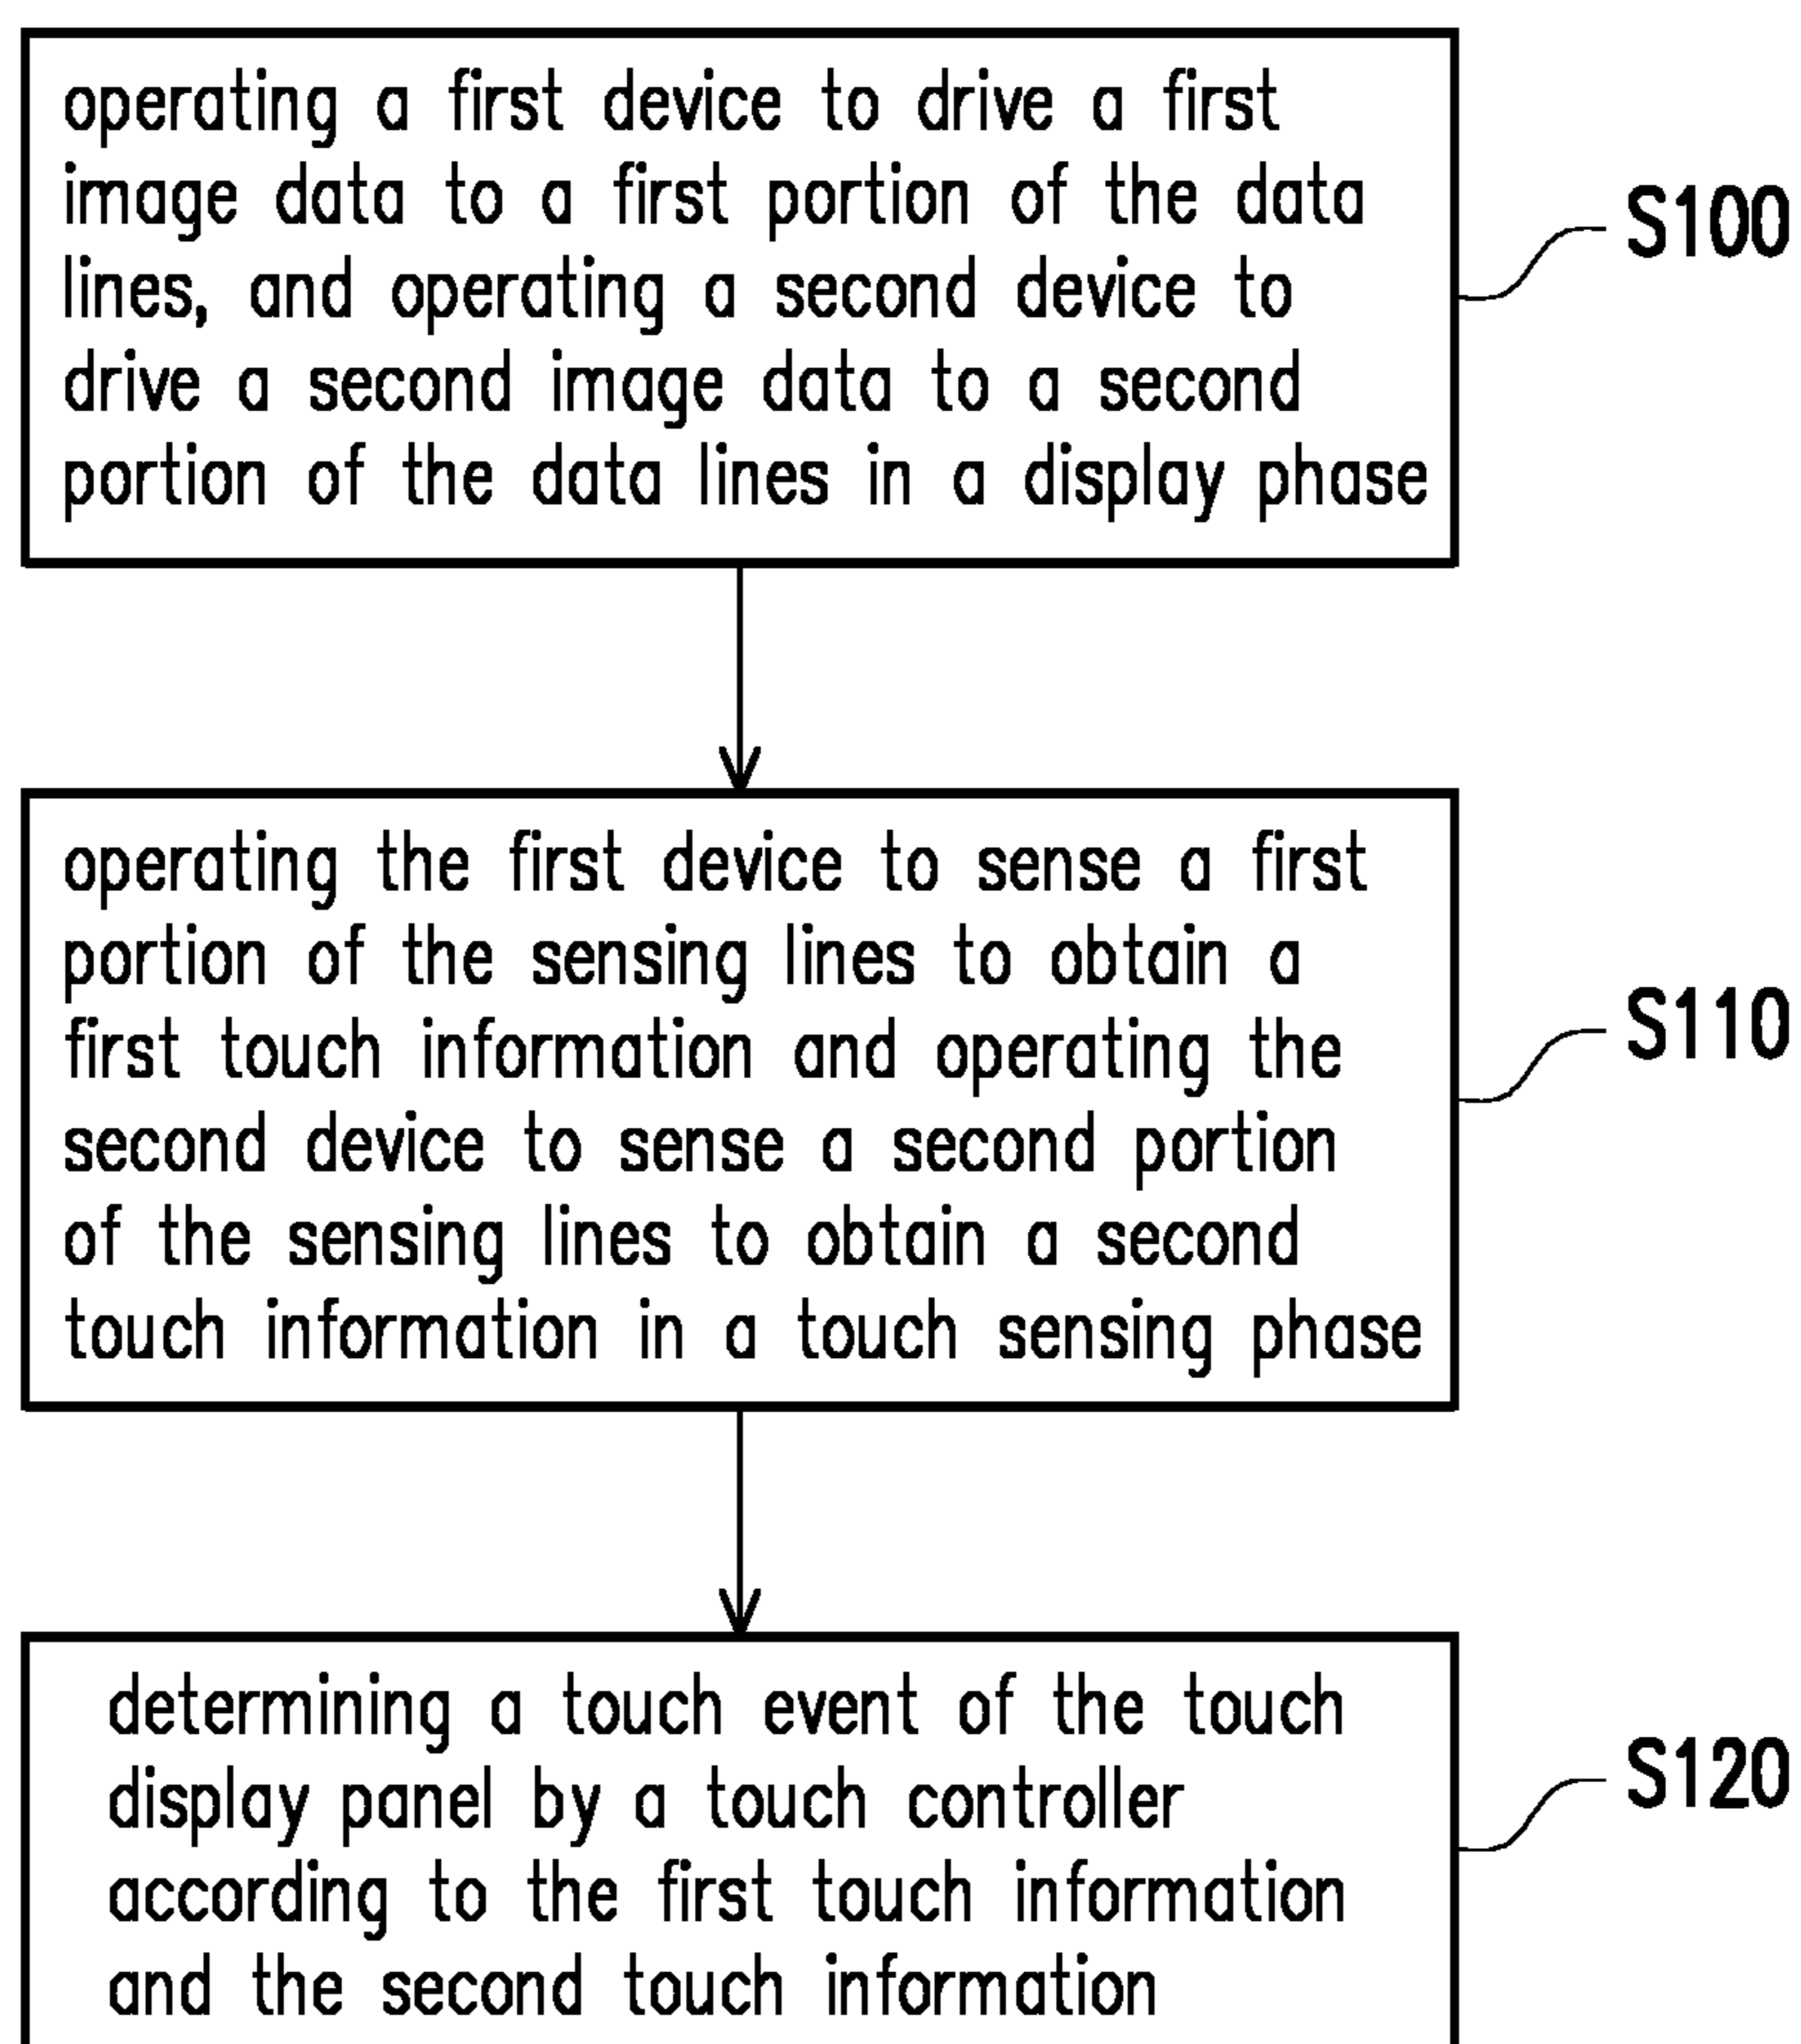 operating a first device to drive a first
image data to a first portion of the data
lines, and operating a second device to
drive a second image data to a second
portion of the data lines in a display phase
S100
operating the first device to sense a first
portion of the sensing lines to obtain a
first touch information and operating the
second device to sense a second portion
of the sensing lines to obtain a second
touch information in a touch sensing phase
S110
determining a touch event of the touch
display panel by a touch controller
according to the first touch information
and the second touch information
S120